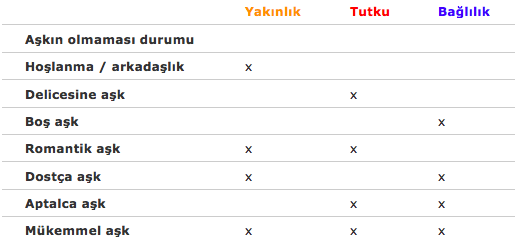 Yakınlık Tutku Bağlılık
Aşkın olmaması durumu
Hoşlanma / arkadaşlık x
Delicesine aşk x
Boş aşk x
Romantik aşk x x
Dostça aşk x x
Aptalca aşk x x
Mükemmel aşk x x x